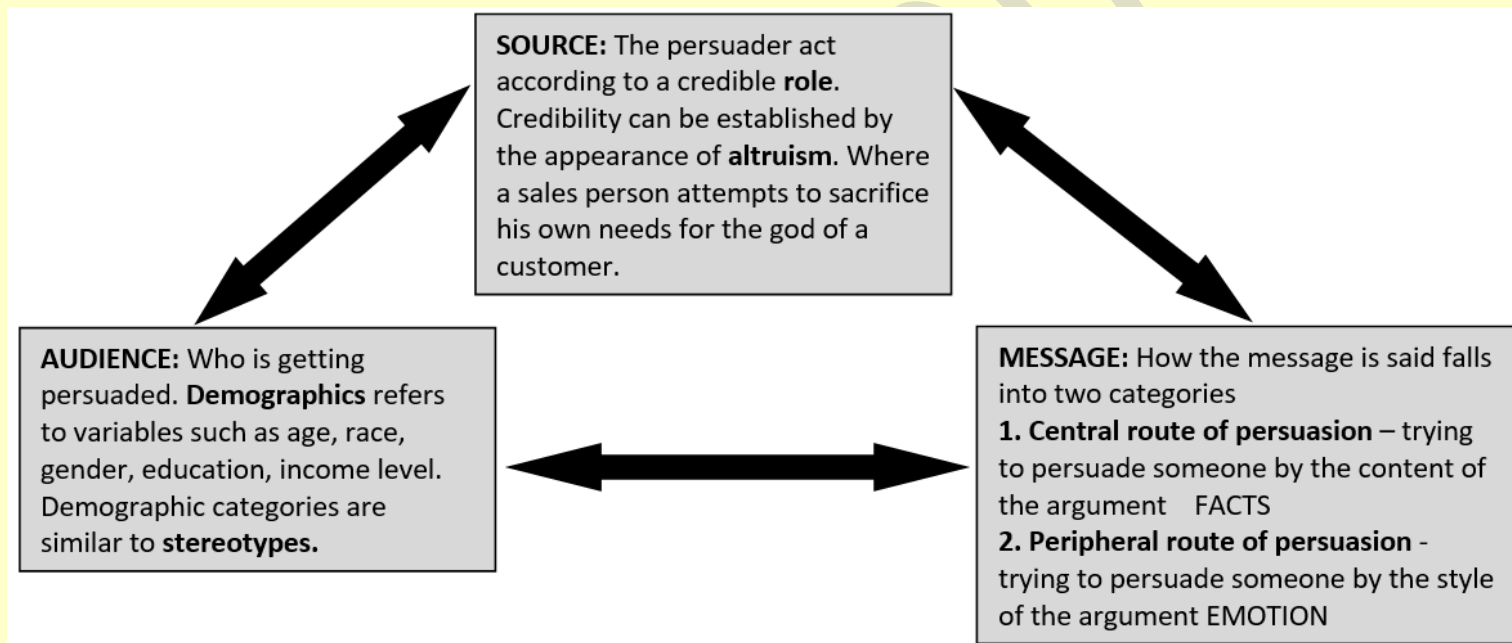 SOURCE: The persuader act
according to a credible role.
Credibility can be established by
the appearance of altruism. Where
a sales person attempts to sacrifice
his own needs for the god of a
customer.
AUDIENCE: Who is getting
persuaded. Demographics refers
to variables such as age, race,
gender, education, income level.
Demographic categories are
similar to stereotypes.
MESSAGE: How the message is said falls
into two categories
1. Central route of persuasion – trying
to persuade someone by the content of
the argument FACTS
2. Peripheral route of persuasion -
trying to persuade someone by the style
of the argument EMOTION